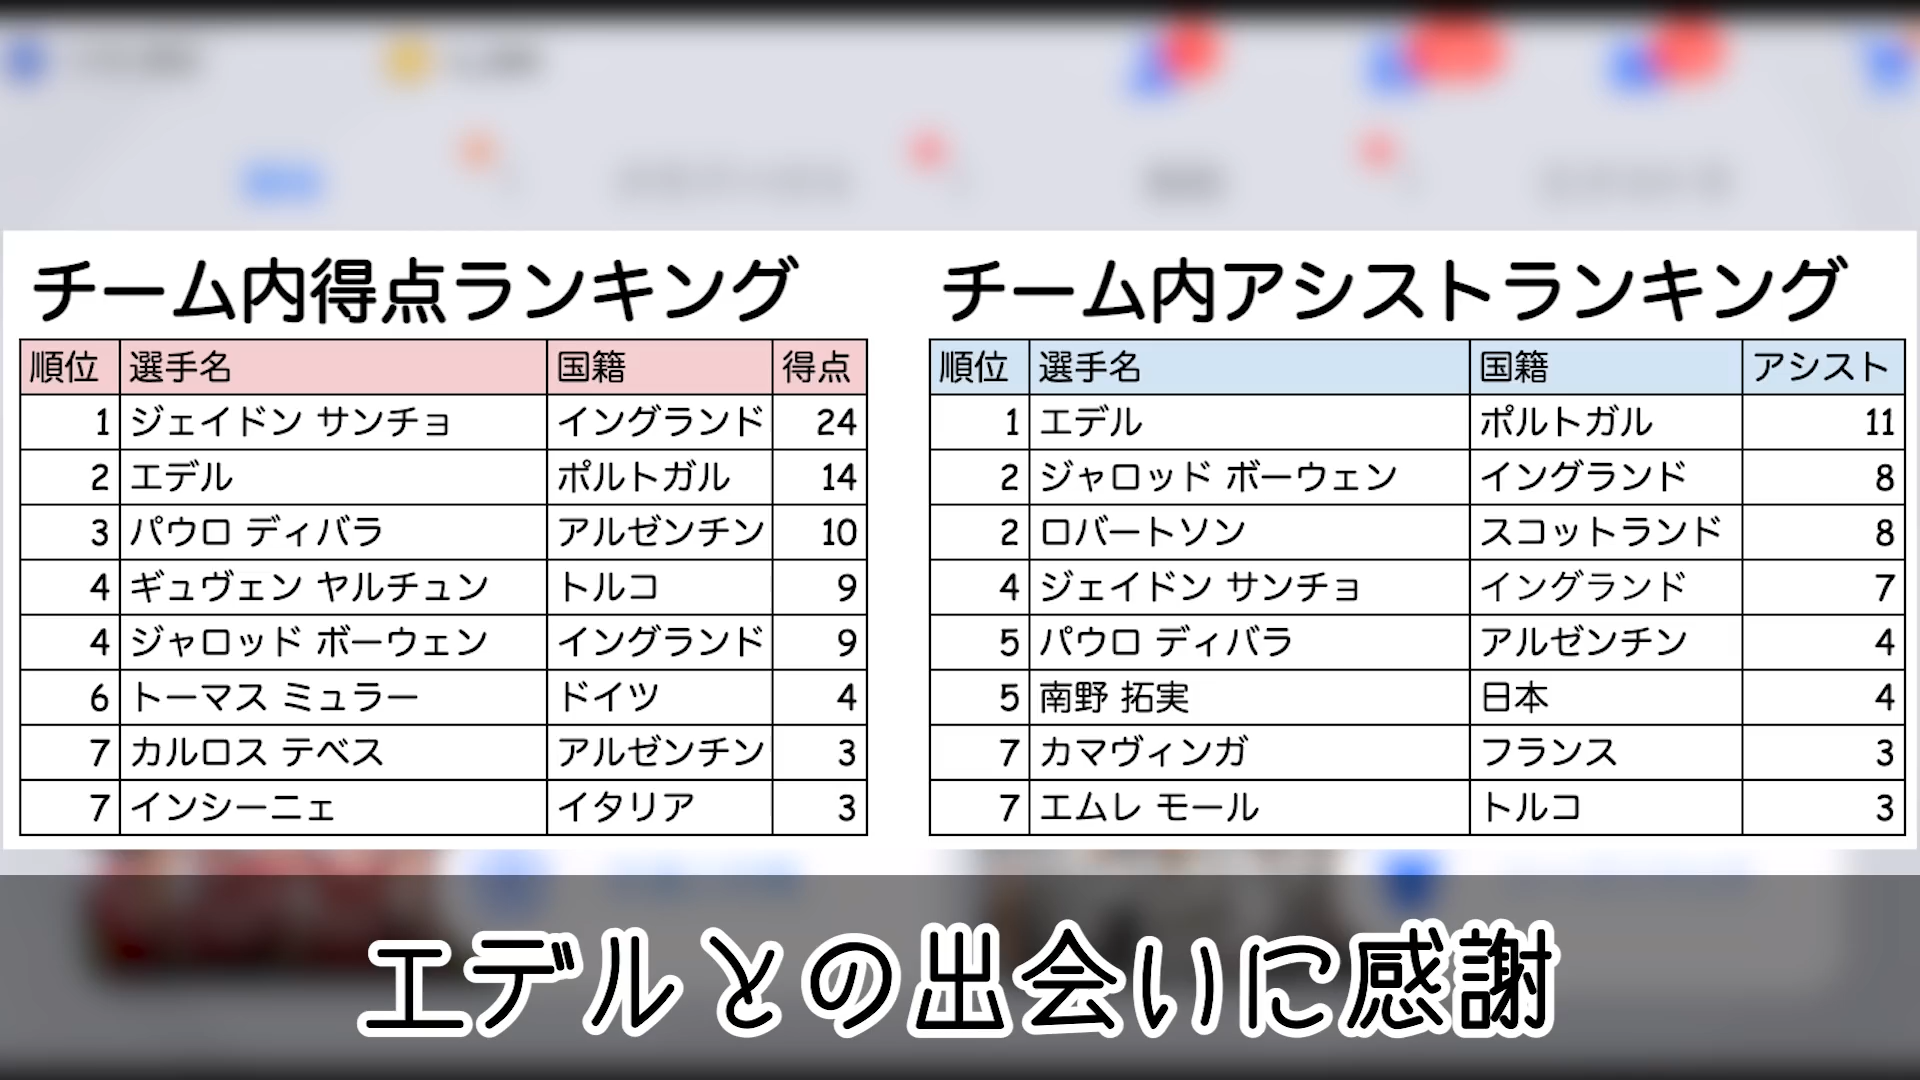 チーム内得点ランキング
順位 選手名 国籍 得点
1 ジェイドン サンチョ イングランド 24
2 エデル ポルトガル 14
3 パウロ ディバラ アルゼンチン 10
4 ギュヴェン ヤルチュン トルコ 9
4 ジャロッド ボーウェン イングランド 9
6 トーマス ミュラー ドイツ 4
7 カルロス テベス アルゼンチン 3
7 インシーニェ イタリア 3
チーム内アシストランキング
順位 選手名 国籍 アシスト
1 エデル ポルトガル 11
2 ジャロッド ボーウェン イングランド 8
2 ロバートソン スコットランド 8
4 ジェイドン サンチョ イングランド 7
5 パウロ ディバラ アルゼンチン 4
5 南野 拓実 日本 4
7 カマヴィンガ フランス 3
7 エムレ モール トルコ 3
エデルとの出会いに感謝